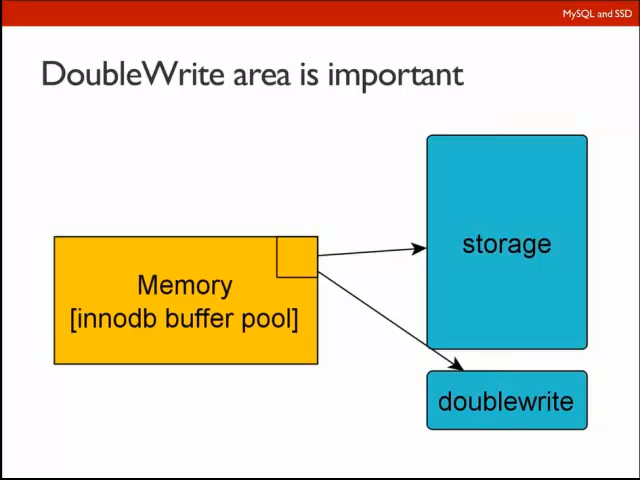 MySQL and SSD
DoubleWrite area is important
storage
Memory
[innodb buffer pool]
doublewrite